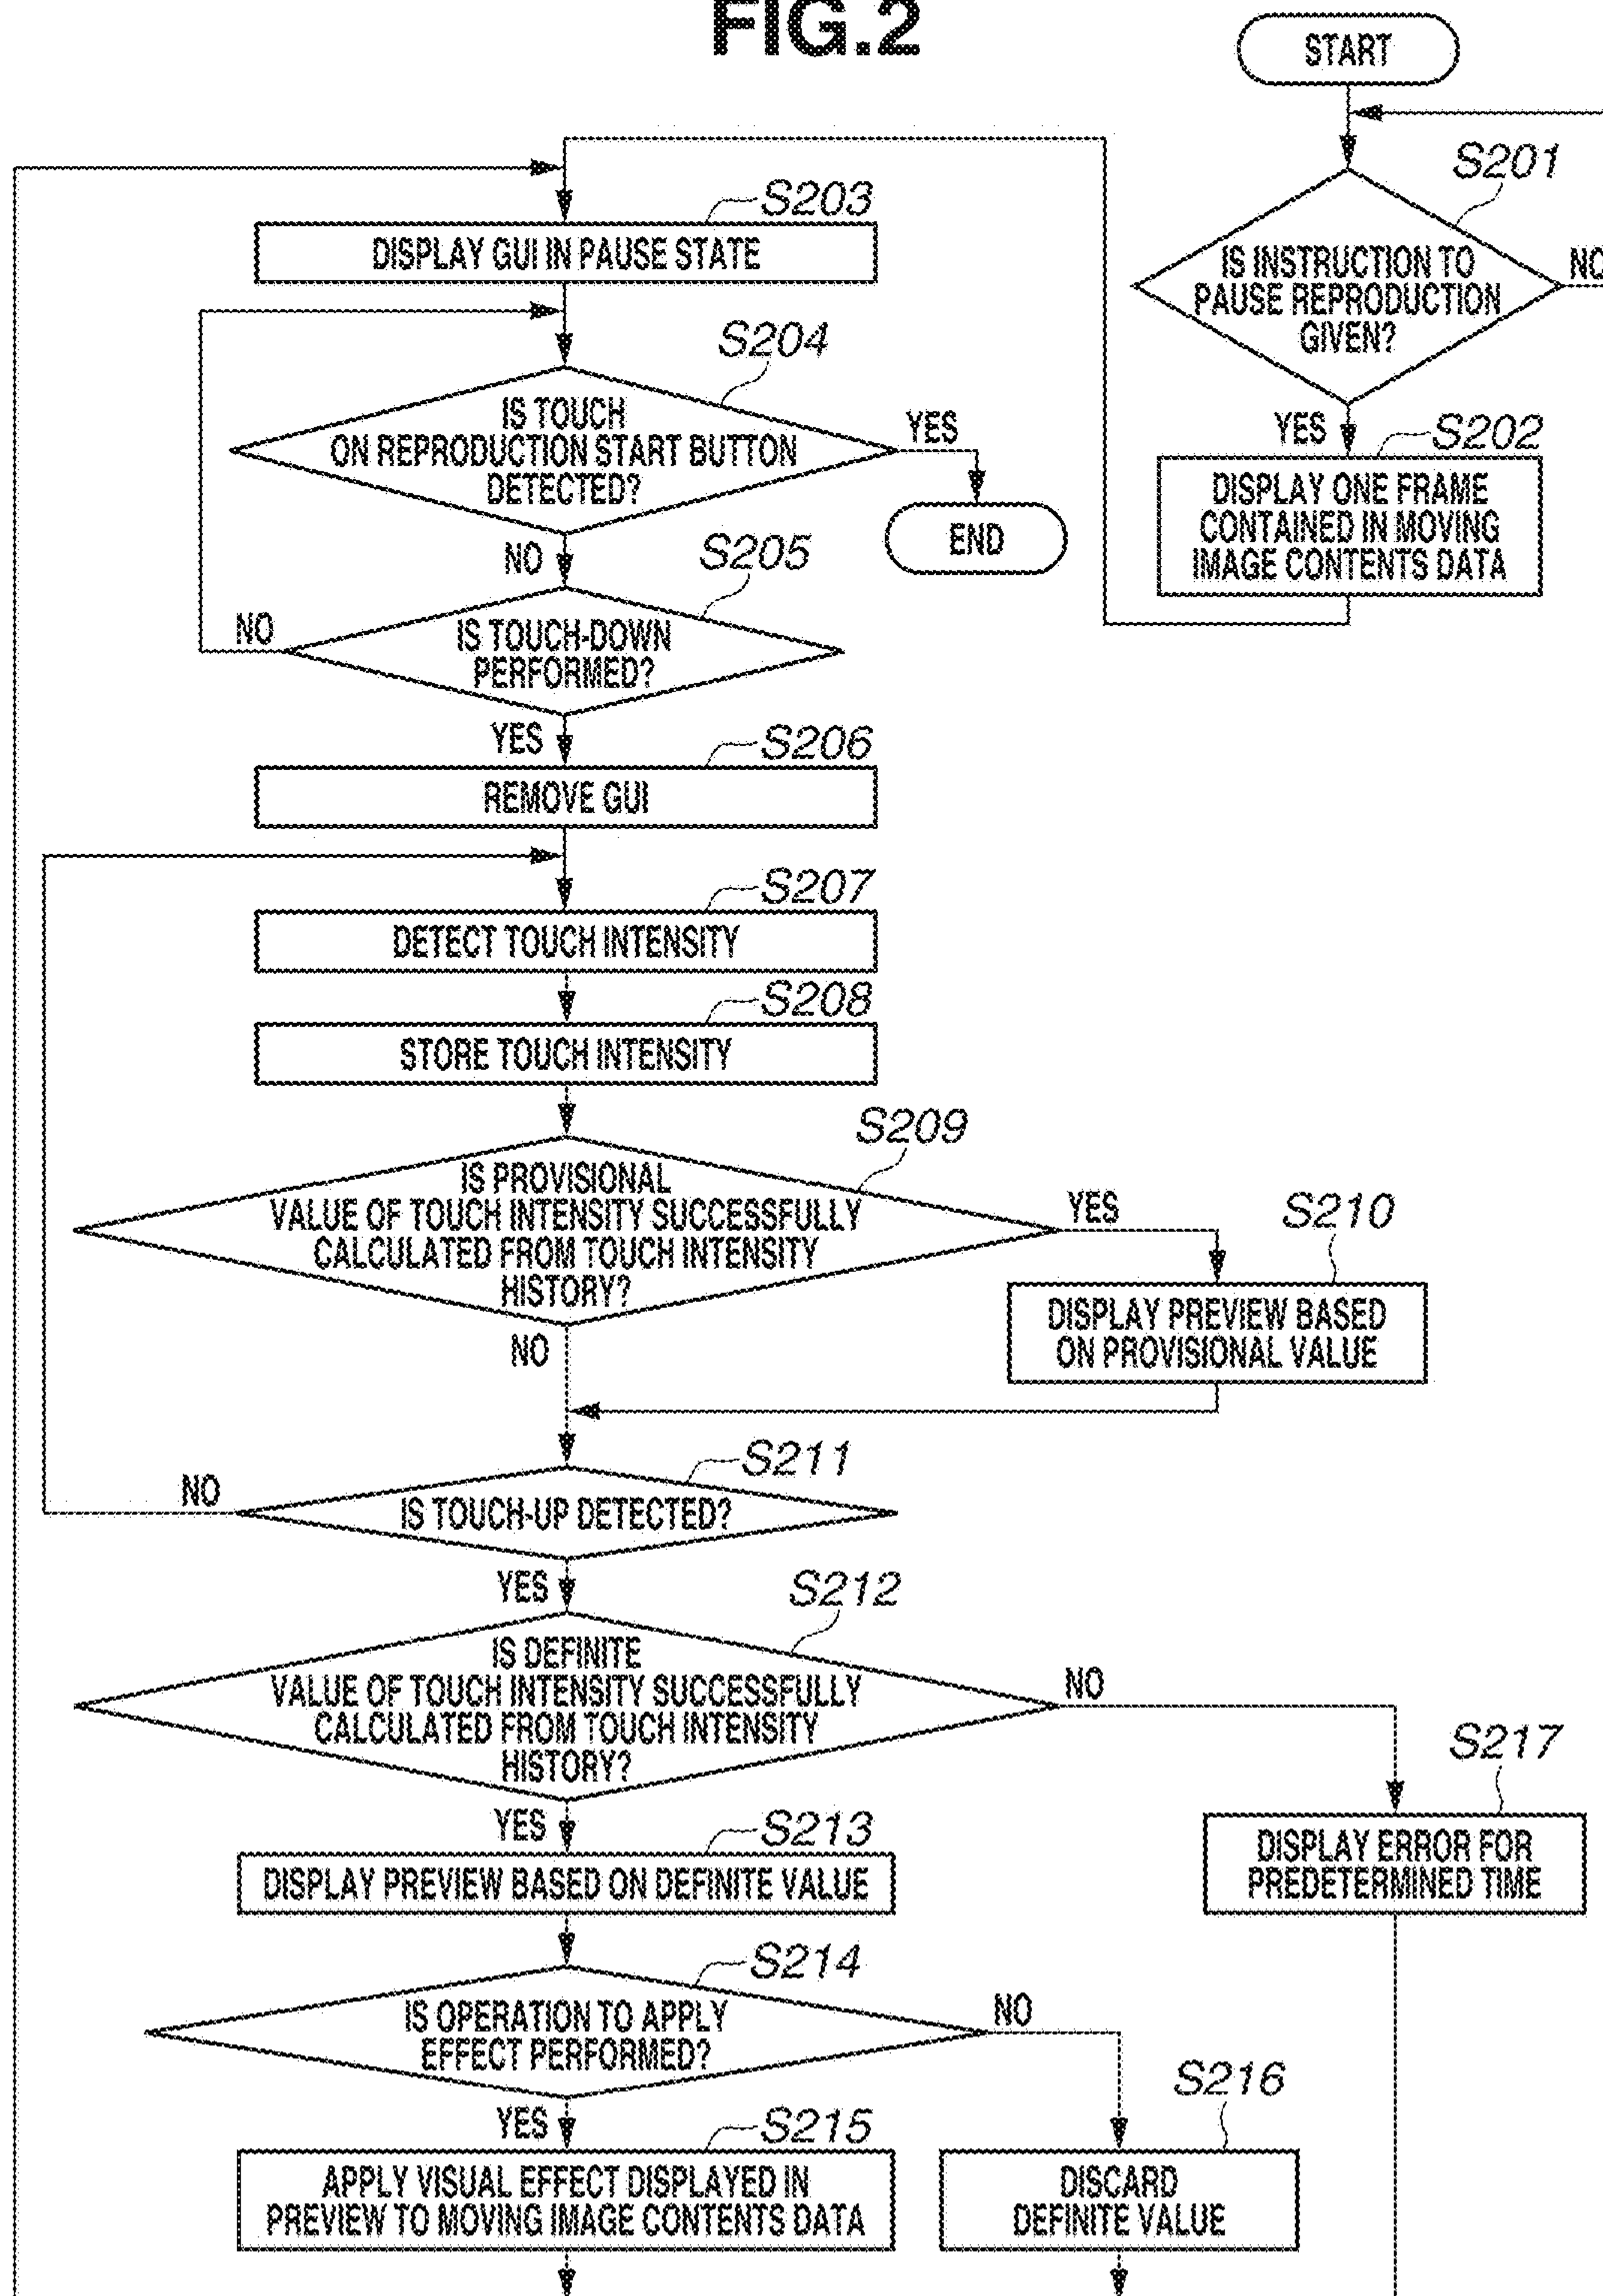 FIG.2
START
S201
IS INSTRUCTION TO
PAUSE REPRODUCTION
GIVEN?
NO
YES
S202
DISPLAY ONE FRAME
CONTAINED IN MOVING
IMAGE CONTENTS DATA
S203
DISPLAY GUI IN PAUSE STATE
S204
IS TOUCH
ON REPRODUCTION START BUTTON
DETECTED?
YES
END
NO
S205
IS TOUCH-DOWN
PERFORMED?
NO
YES
S206
REMOVE GUI
S207
DETECT TOUCH INTENSITY
S208
STORE TOUCH INTENSITY
S209
IS PROVISIONAL
VALUE OF TOUCH INTENSITY SUCCESSFULLY
CALCULATED FROM TOUCH INTENSITY
HISTORY?
YES
S210
DISPLAY PREVIEW BASED
ON PROVISIONAL VALUE
NO
S211
IS TOUCH-UP DETECTED?
NO
YES
S212
IS DEFINITE
VALUE OF TOUCH INTENSITY SUCCESSFULLY
CALCULATED FROM TOUCH INTENSITY
HISTORY?
NO
S217
DISPLAY ERROR FOR
PREDETERMINED TIME
YES
S213
DISPLAY PREVIEW BASED ON DEFINITE VALUE
S214
IS OPERATION TO APPLY
EFFECT PERFORMED?
NO
S216
DISCARD
DEFINITE VALUE
YES
S215
APPLY VISUAL EFFECT DISPLAYED IN
PREVIEW TO MOVING IMAGE CONTENTS DATA